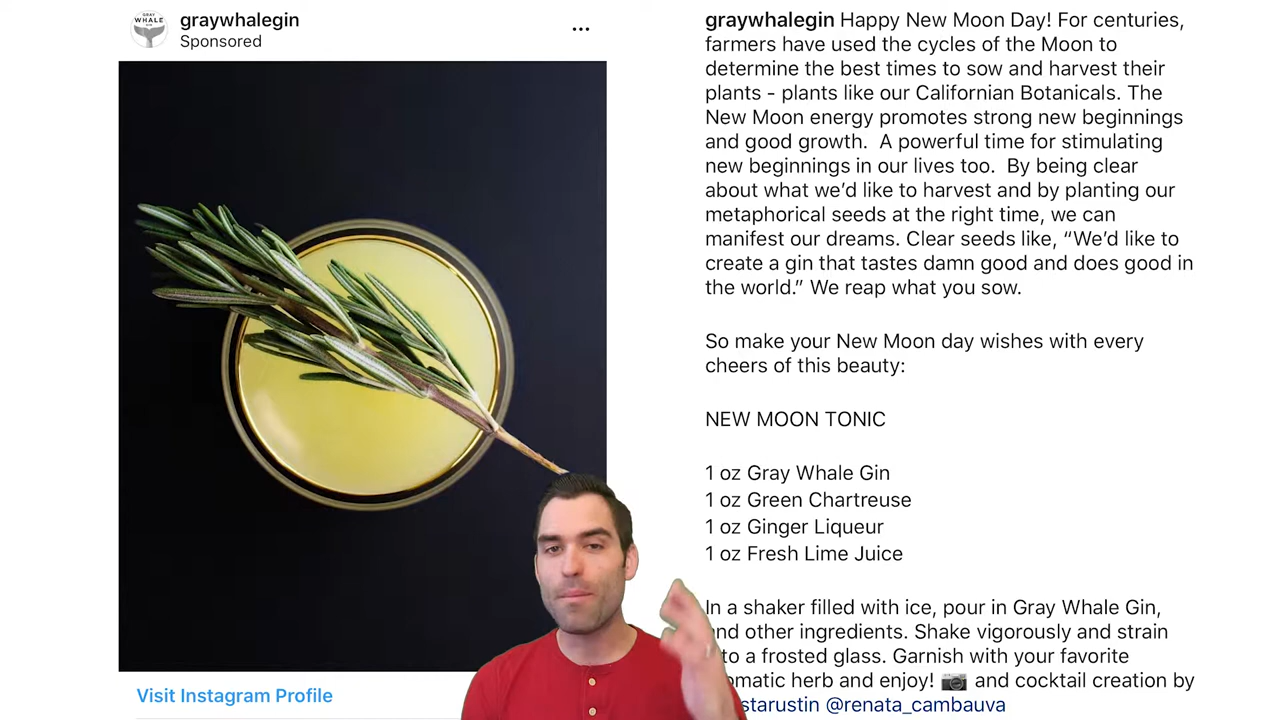 GRAY
WHALE
GIN
graywhalegin
Sponsored
...
Visit Instagram Profile
graywhalegin Happy New Moon Day! For centuries,
farmers have used the cycles of the Moon to
determine the best times to sow and harvest their
plants - plants like our Californian Botanicals. The
New Moon energy promotes strong new beginnings
and good growth.  A powerful time for stimulating
new beginnings in our lives too.  By being clear
about what we’d like to harvest and by planting our
metaphorical seeds at the right time, we can
manifest our dreams. Clear seeds like, “We’d like to
create a gin that tastes damn good and does good in
the world.” We reap what you sow.
So make your New Moon day wishes with every
cheers of this beauty:
NEW MOON TONIC
1 oz Gray Whale Gin
1 oz Green Chartreuse
1 oz Ginger Liqueur
1 oz Fresh Lime Juice
In a shaker filled with ice, pour in Gray Whale Gin,
and other ingredients. Shake vigorously and strain
to a frosted glass. Garnish with your favorite
omatic herb and enjoy! 📷 and cocktail creation by
starustin @renata_cambauva